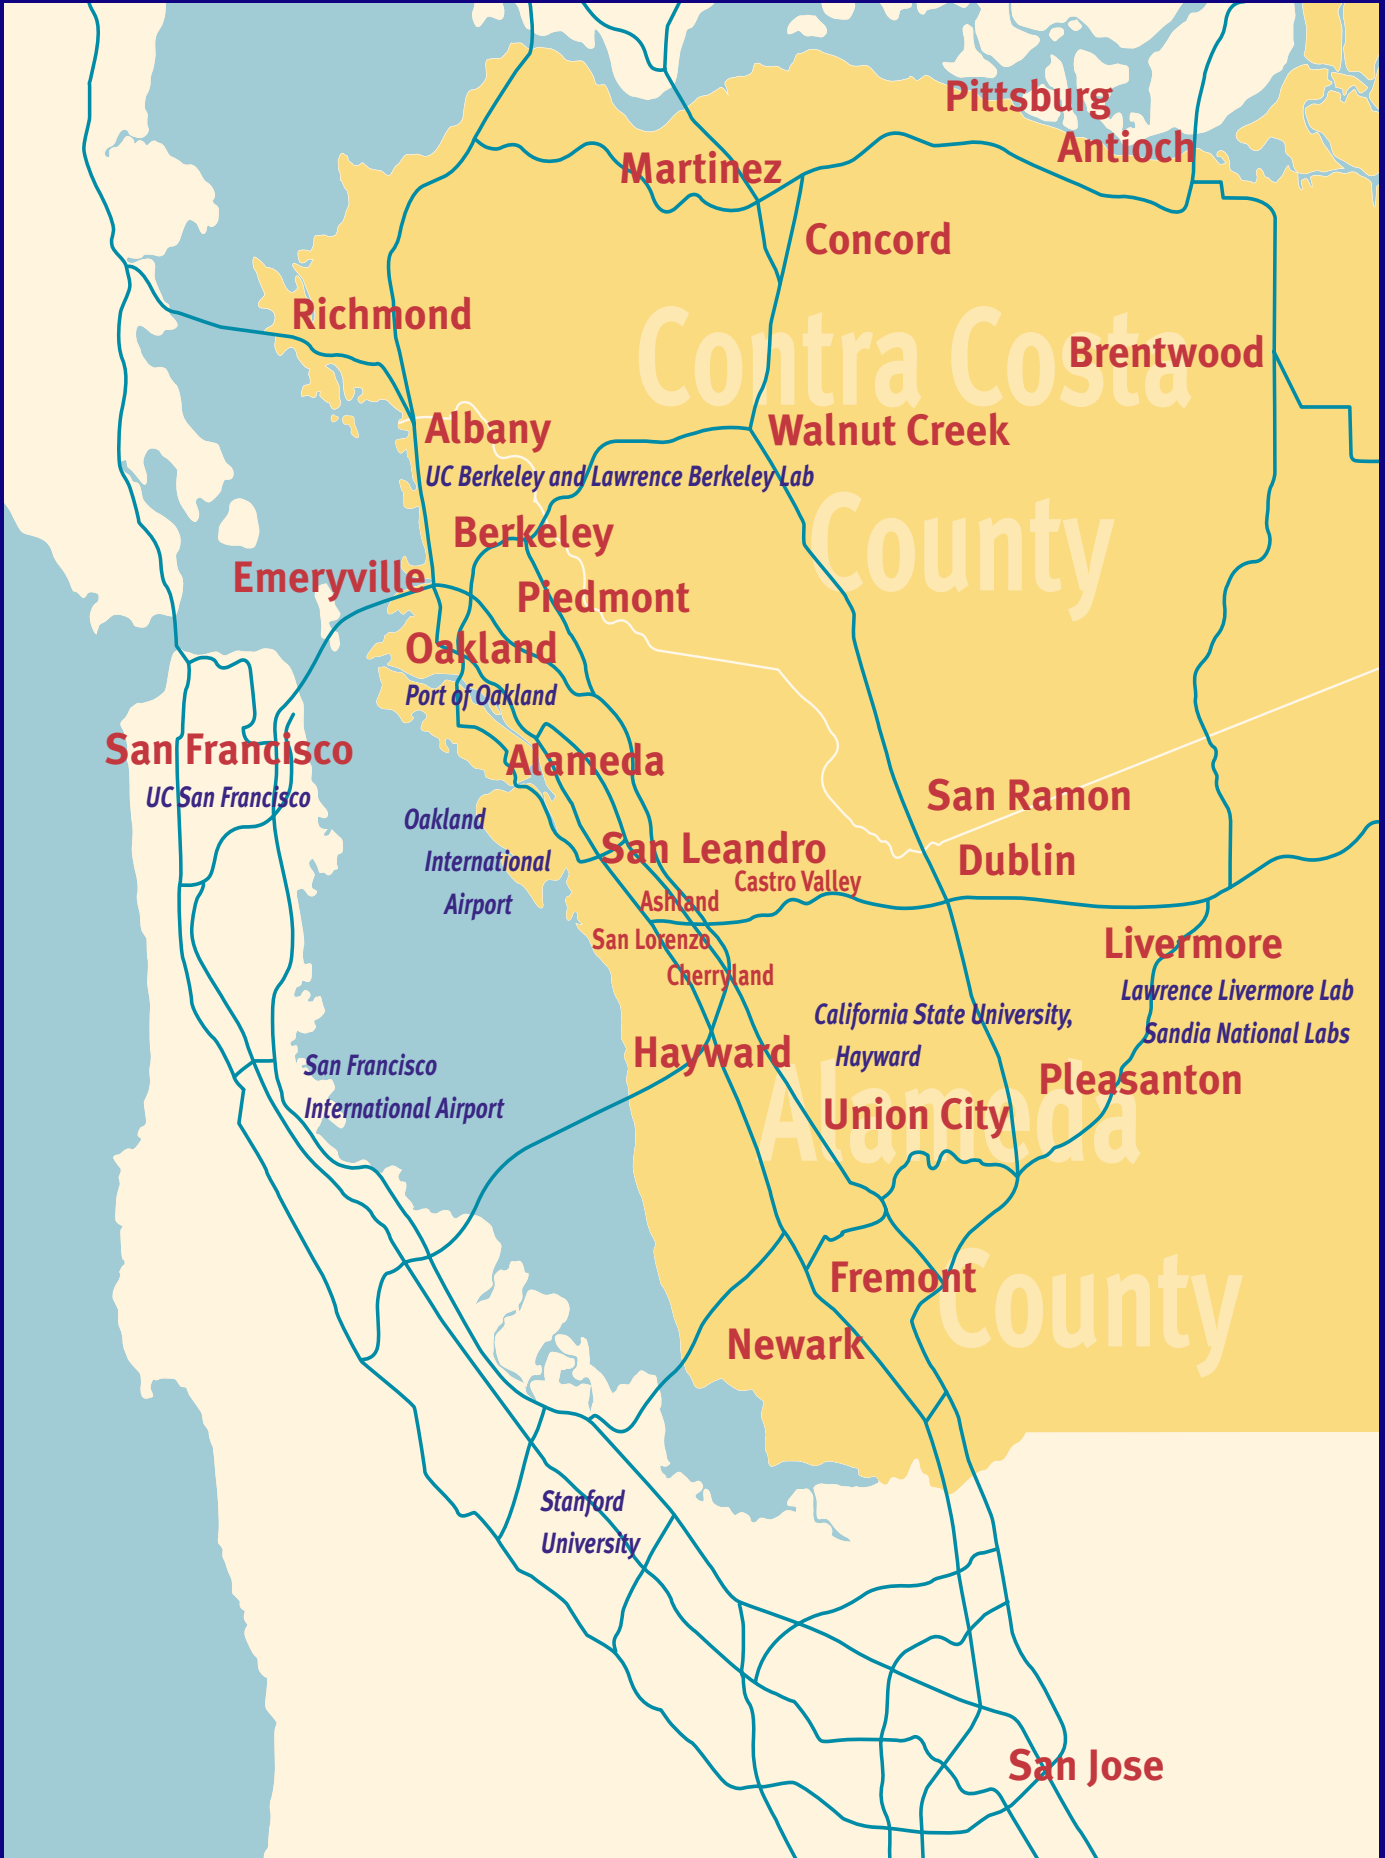 Pittsburg
Antioch
Martinez
Concord
Richmond
Contra Costa
Brentwood
Albany
Walnut Creek
UC Berkeley and Lawrence Berkeley Lab
County
Berkeley
Emeryville
Piedmont
Oakland
Port of Oakland
San Francisco
Alameda
UC San Francisco
San Ramon
Oakland
International
Airport
San Leandro
Dublin
Castro Valley
Ashland
San Lorenzo
Livermore
Cherryland
Lawrence Livermore Lab
Sandia National Labs
California State University,
Hayward
Hayward
San Francisco
International Airport
Pleasanton
Alameda
Union City
Fremont
County
Newark
Stanford
University
San Jose